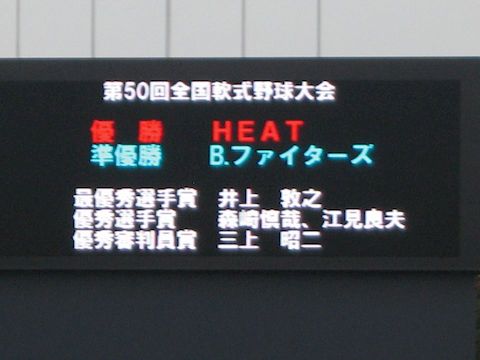 第50回全国軟式野球大会
優　勝　　HEAT
準優勝　　B.ファイターズ
最優秀選手賞　井上　敦之
優秀選手賞　　森崎慎哉、江見良夫
優秀審判員賞　三上　昭二